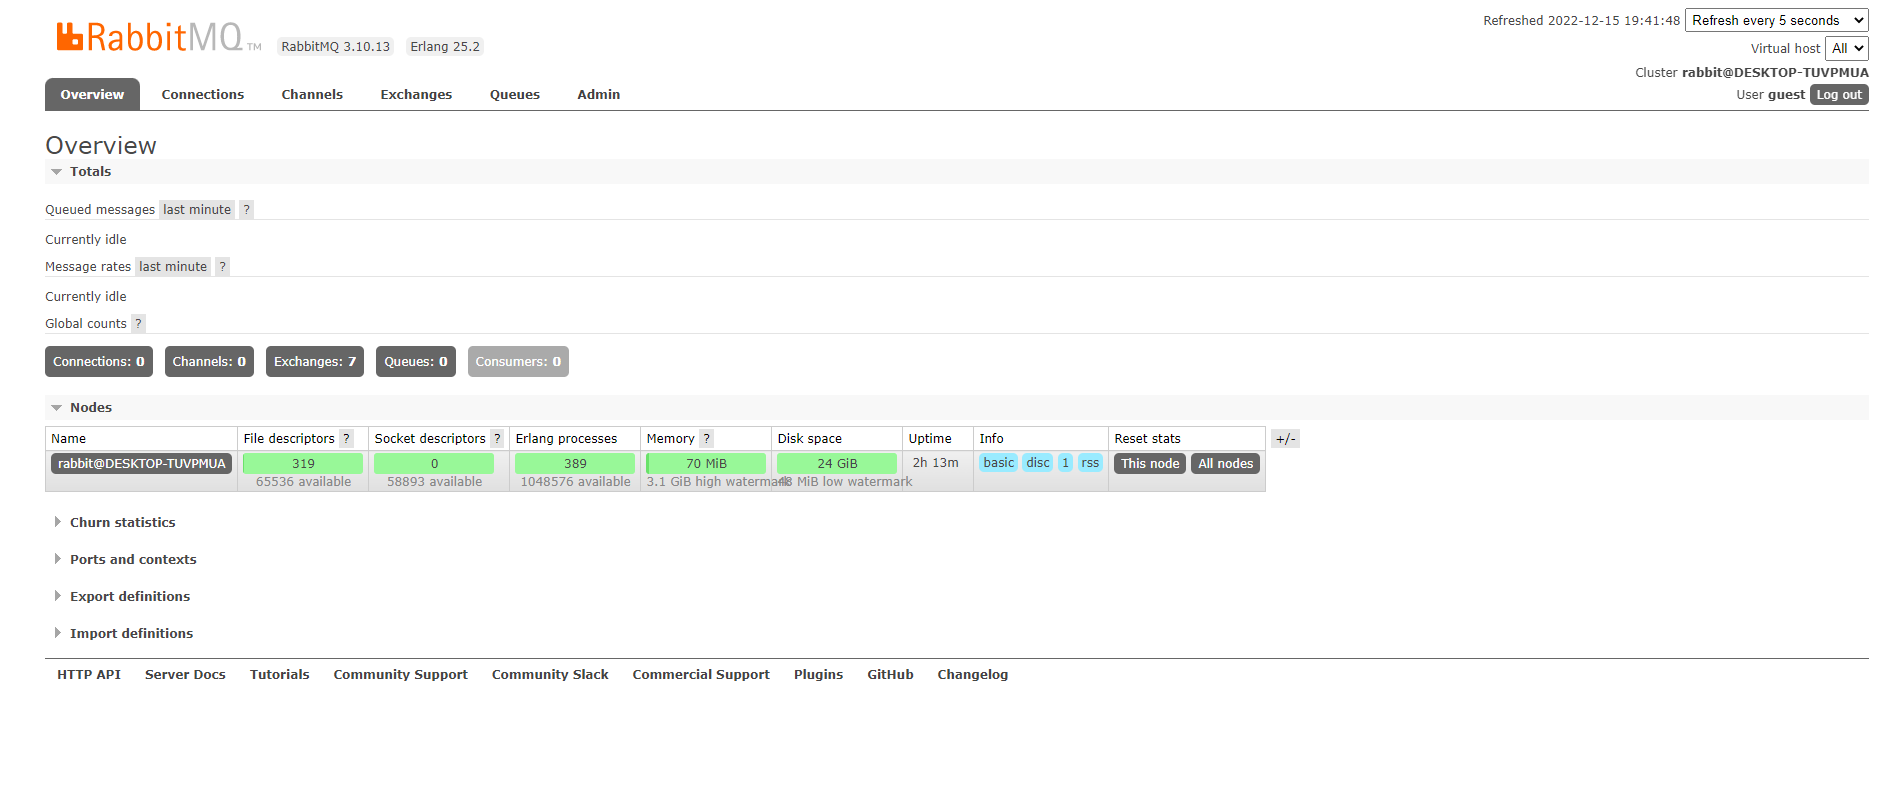 RabbitMQ TM RabbitMQ 3.10.13 Erlang 25.2
Refreshed 2022-12-15 19:41:48 Refresh every 5 seconds
Virtual host All
Cluster rabbit@DESKTOP-TUVPMUA
User guest Log out
Overview Connections Channels Exchanges Queues Admin
Overview
Totals
Queued messages last minute ?
Currently idle
Message rates last minute ?
Currently idle
Global counts ?
Connections: 0 Channels: 0 Exchanges: 7 Queues: 0 Consumers: 0
Nodes
Name File descriptors ? Socket descriptors ? Erlang processes Memory ? Disk space Uptime Info Reset stats +/-
rabbit@DESKTOP-TUVPMUA 319 0 389 70 MiB 24 GiB 2h 13m basic disc 1 rss This node All nodes
65536 available 58893 available 1048576 available 3.1 GiB high watermark 48 MiB low watermark
Churn statistics
Ports and contexts
Export definitions
Import definitions
HTTP API Server Docs Tutorials Community Support Community Slack Commercial Support Plugins GitHub Changelog